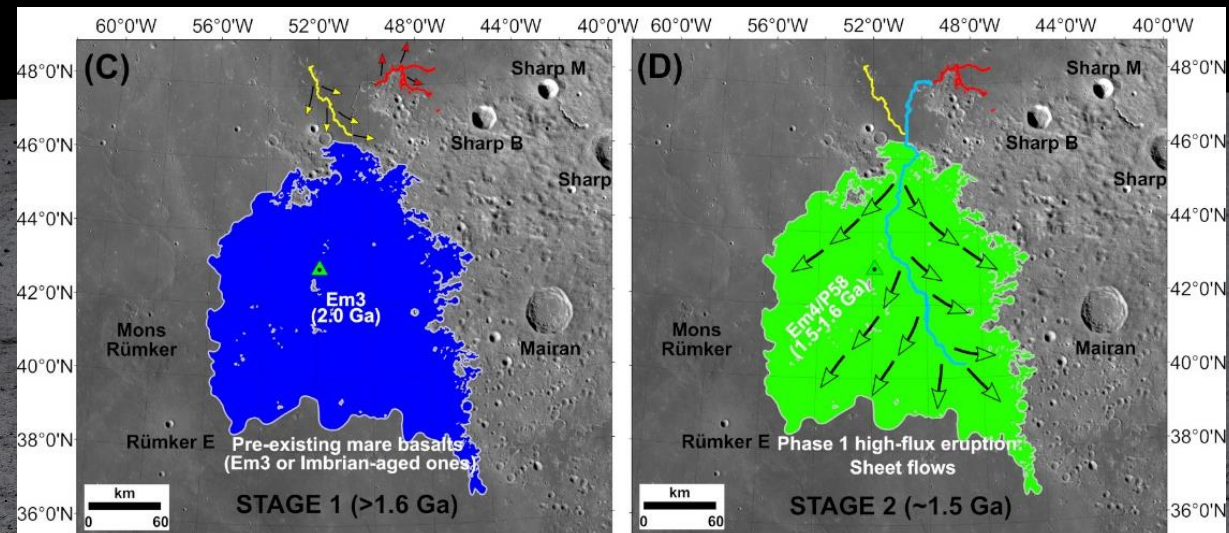 60°0'W 56°0'W 52°0'W 48°0'W 44°0'W 40°0'W
60°0'W 56°0'W 52°0'W 48°0'W 44°0'W 40°0'W
48°0'N
46°0'N
44°0'N
42°0'N
40°0'N
38°0'N
36°0'N
(C)
Sharp M
Sharp B
Sharp
Em3
(2.0 Ga)
Mons
Rümker
Mairan
Rümker E
Pre-existing mare basalts
(Em3 or Imbrian-aged ones)
km
0 60
STAGE 1 (>1.6 Ga)
(D)
Sharp M
Sharp B
Sharp
Em4/P58
(1.5-1.6 Ga)
Mons
Rümker
Mairan
Rümker E
Phase 1 high-flux eruption
Sheet flows
km
0 60
STAGE 2 (~1.5 Ga)
48°0'N
46°0'N
44°0'N
42°0'N
40°0'N
38°0'N
36°0'N